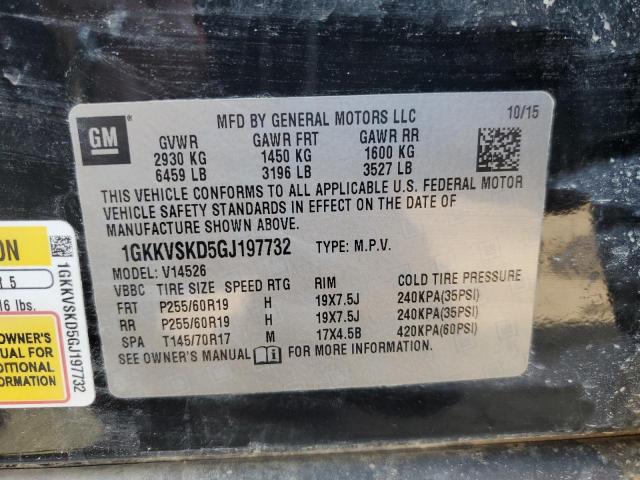 GM ®
MFD BY GENERAL MOTORS LLC 10/15
GVWR GAWR FRT GAWR RR
2930 KG 1450 KG 1600 KG
6459 LB 3196 LB 3527 LB
THIS VEHICLE CONFORMS TO ALL APPLICABLE U.S. FEDERAL MOTOR
VEHICLE SAFETY STANDARDS IN EFFECT ON THE DATE OF
MANUFACTURE SHOWN ABOVE.
1GKKVSKD5GJ197732 TYPE: M.P.V.
MODEL: V14526
VBBC TIRE SIZE SPEED RTG RIM COLD TIRE PRESSURE
FRT P255/60R19 H 19X7.5J 240KPA(35PSI)
RR P255/60R19 H 19X7.5J 240KPA(35PSI)
SPA T145/70R17 M 17X4.5B 420KPA(60PSI)
SEE OWNER'S MANUAL FOR MORE INFORMATION.
ON
5
16 lbs.
OWNER'S
UAL FOR
DITIONAL
RMATION
1GKKVSKD5GJ197732